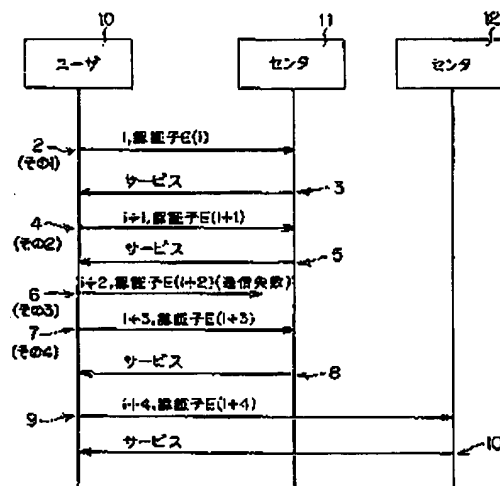 10
11
12
ユーザ
センタ
センタ
2
(その1)
i,認証子E(i)
サービス
3
4
(その2)
i+1,認証子E(i+1)
サービス
5
6
(その3)
i+2,認証子E(i+2)(通信失敗)
7
(その4)
i+3,認証子E(i+3)
サービス
8
9
i+4,認証子E(i+4)
サービス
10